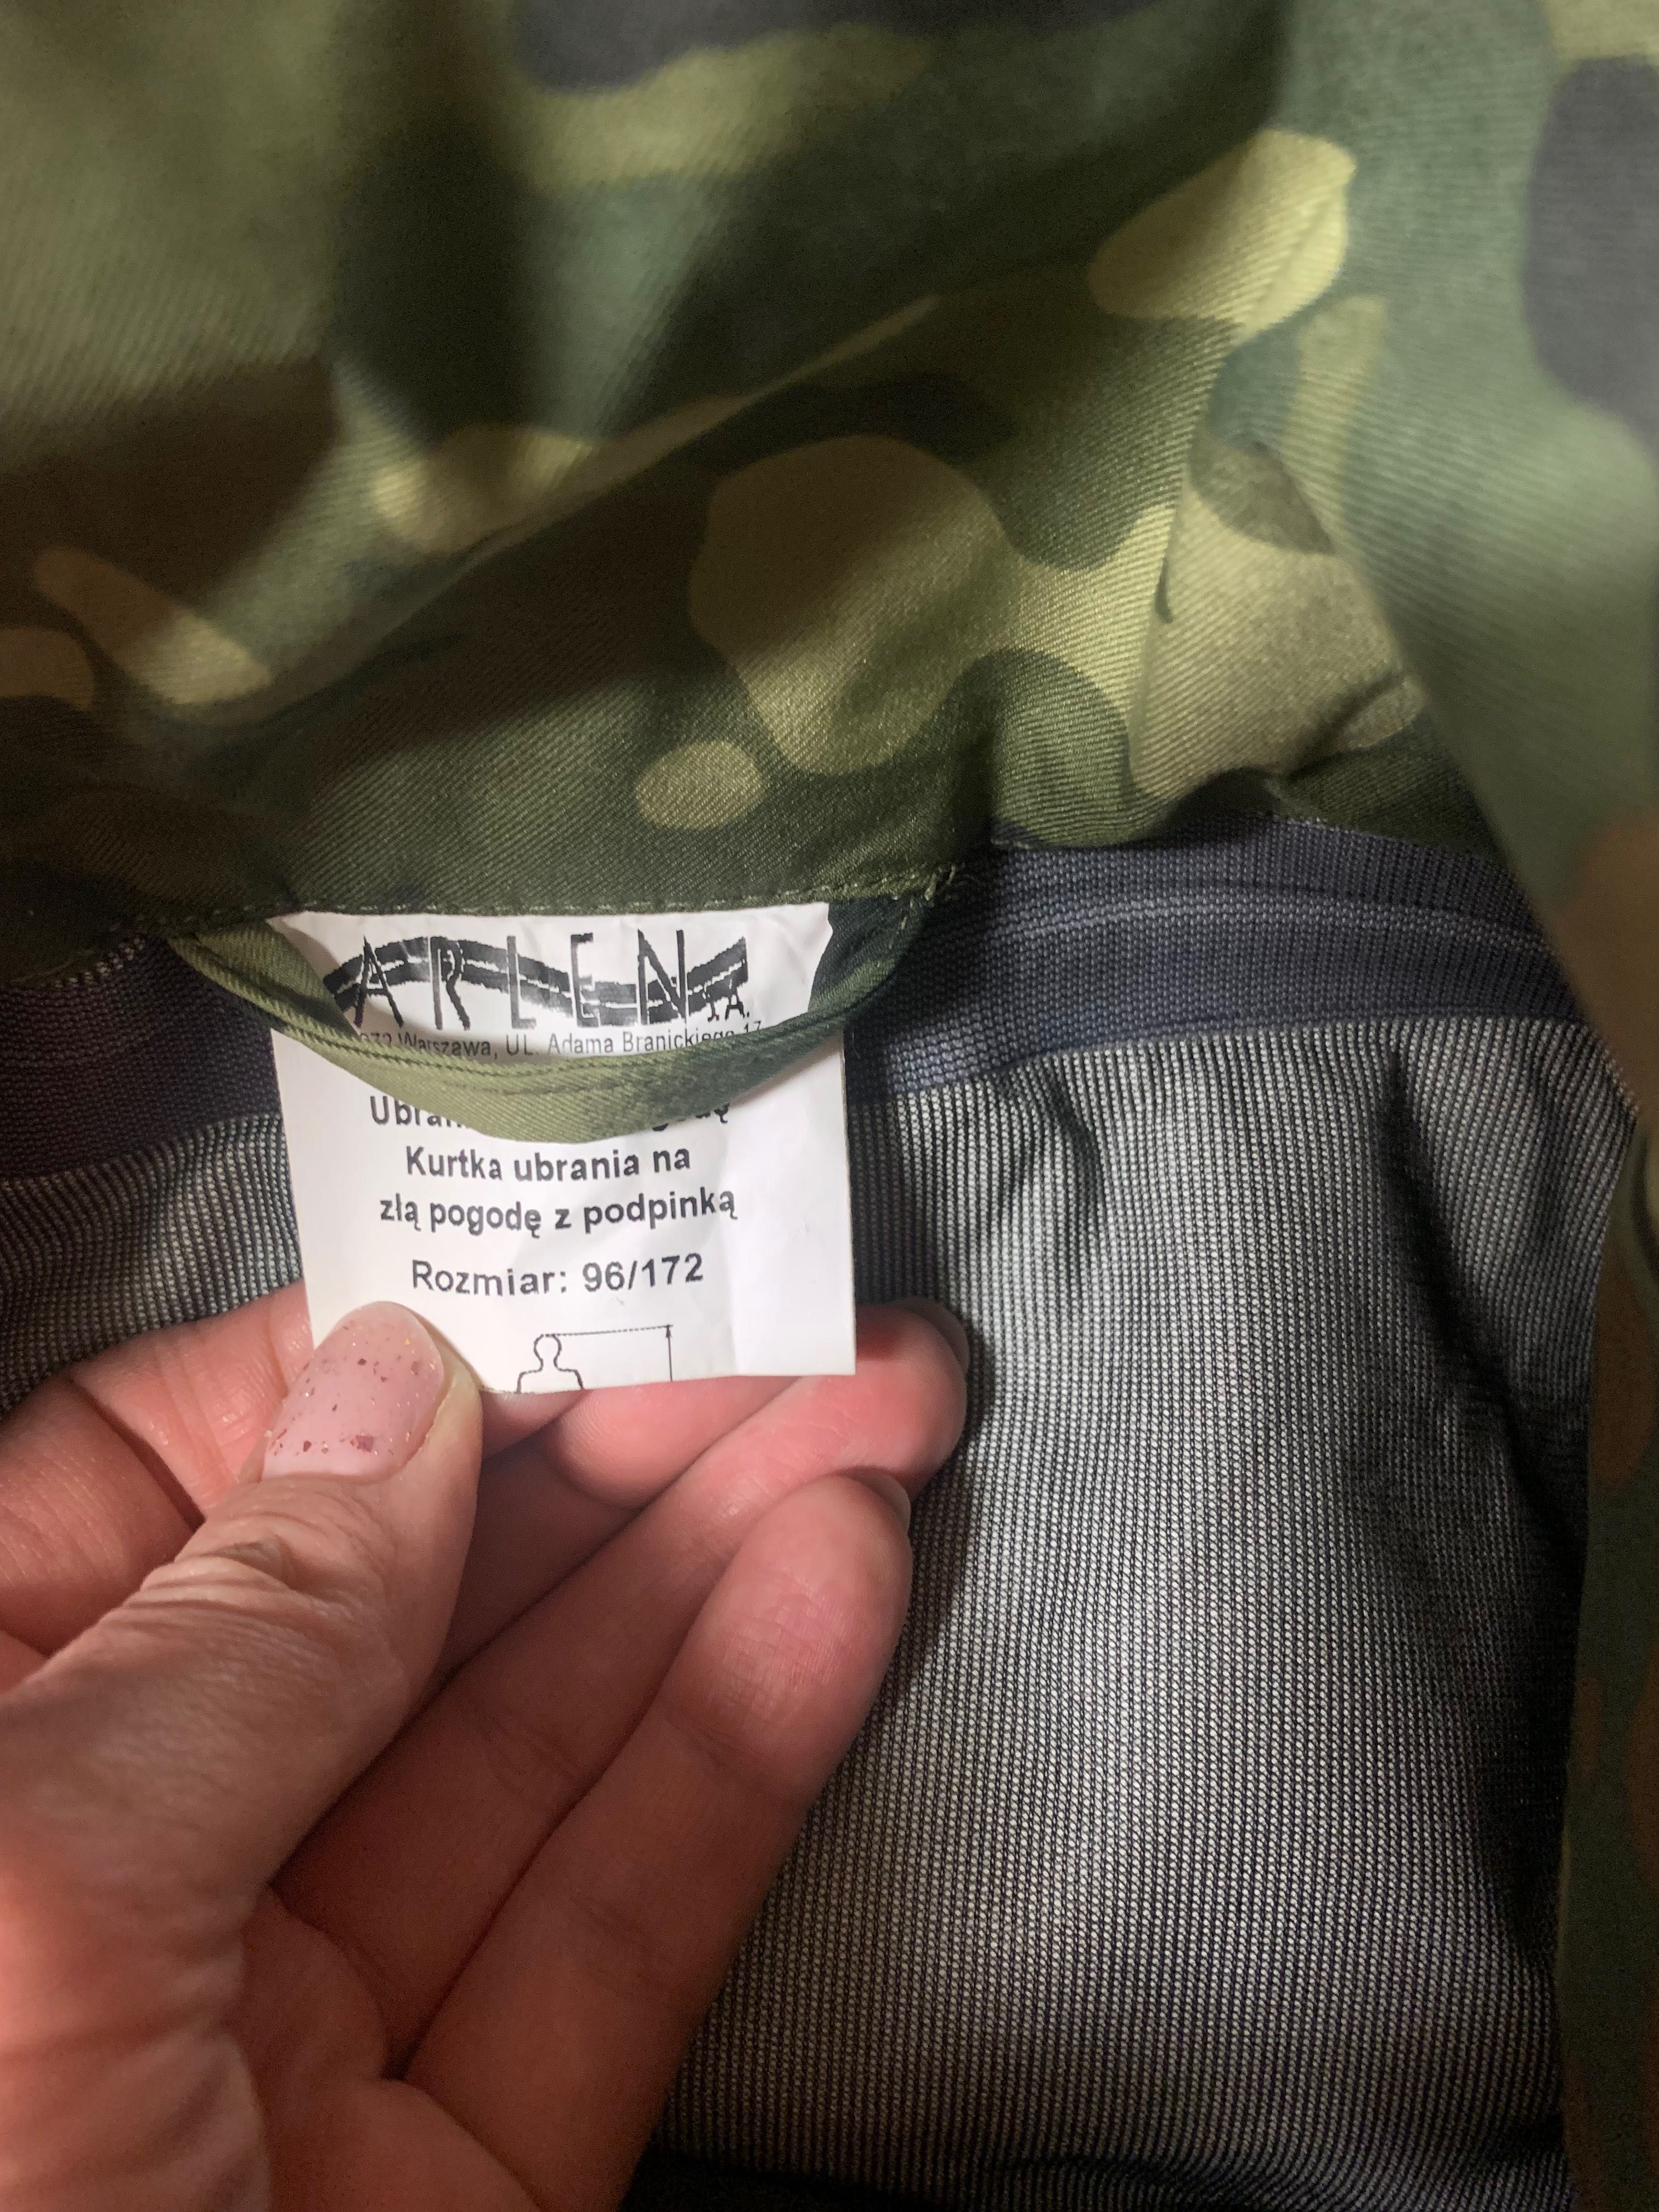 ARLEN S.A.
Warszawa, UL. Adama Branickiego 17
Kurtka ubrania na
złą pogodę z podpinką
Rozmiar: 96/172